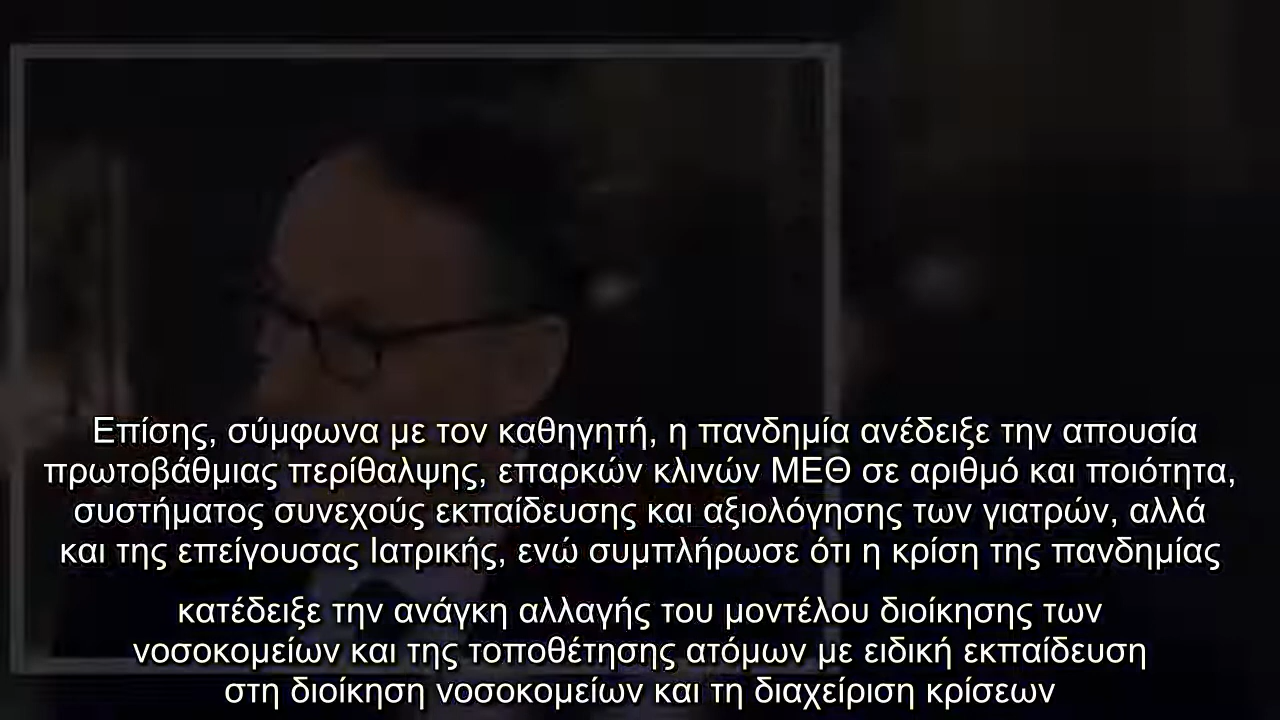 Επίσης, σύμφωνα με τον καθηγητή, η πανδημία ανέδειξε την απουσία
πρωτοβάθμιας περίθαλψης, επαρκών κλινών ΜΕΘ σε αριθμό και ποιότητα,
συστήματος συνεχούς εκπαίδευσης και αξιολόγησης των γιατρών, αλλά
και της επείγουσας Ιατρικής, ενώ συμπλήρωσε ότι η κρίση της πανδημίας
κατέδειξε την ανάγκη αλλαγής του μοντέλου διοίκησης των
νοσοκομείων και της τοποθέτησης ατόμων με ειδική εκπαίδευση
στη διοίκηση νοσοκομείων και τη διαχείριση κρίσεων